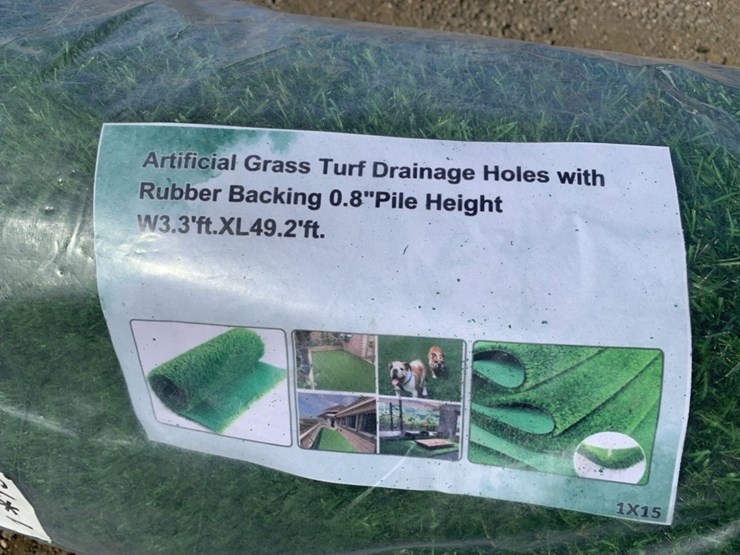 Artificial Grass Turf Drainage Holes with
Rubber Backing 0.8"Pile Height
W3.3'ft.XL49.2'ft.
1X15